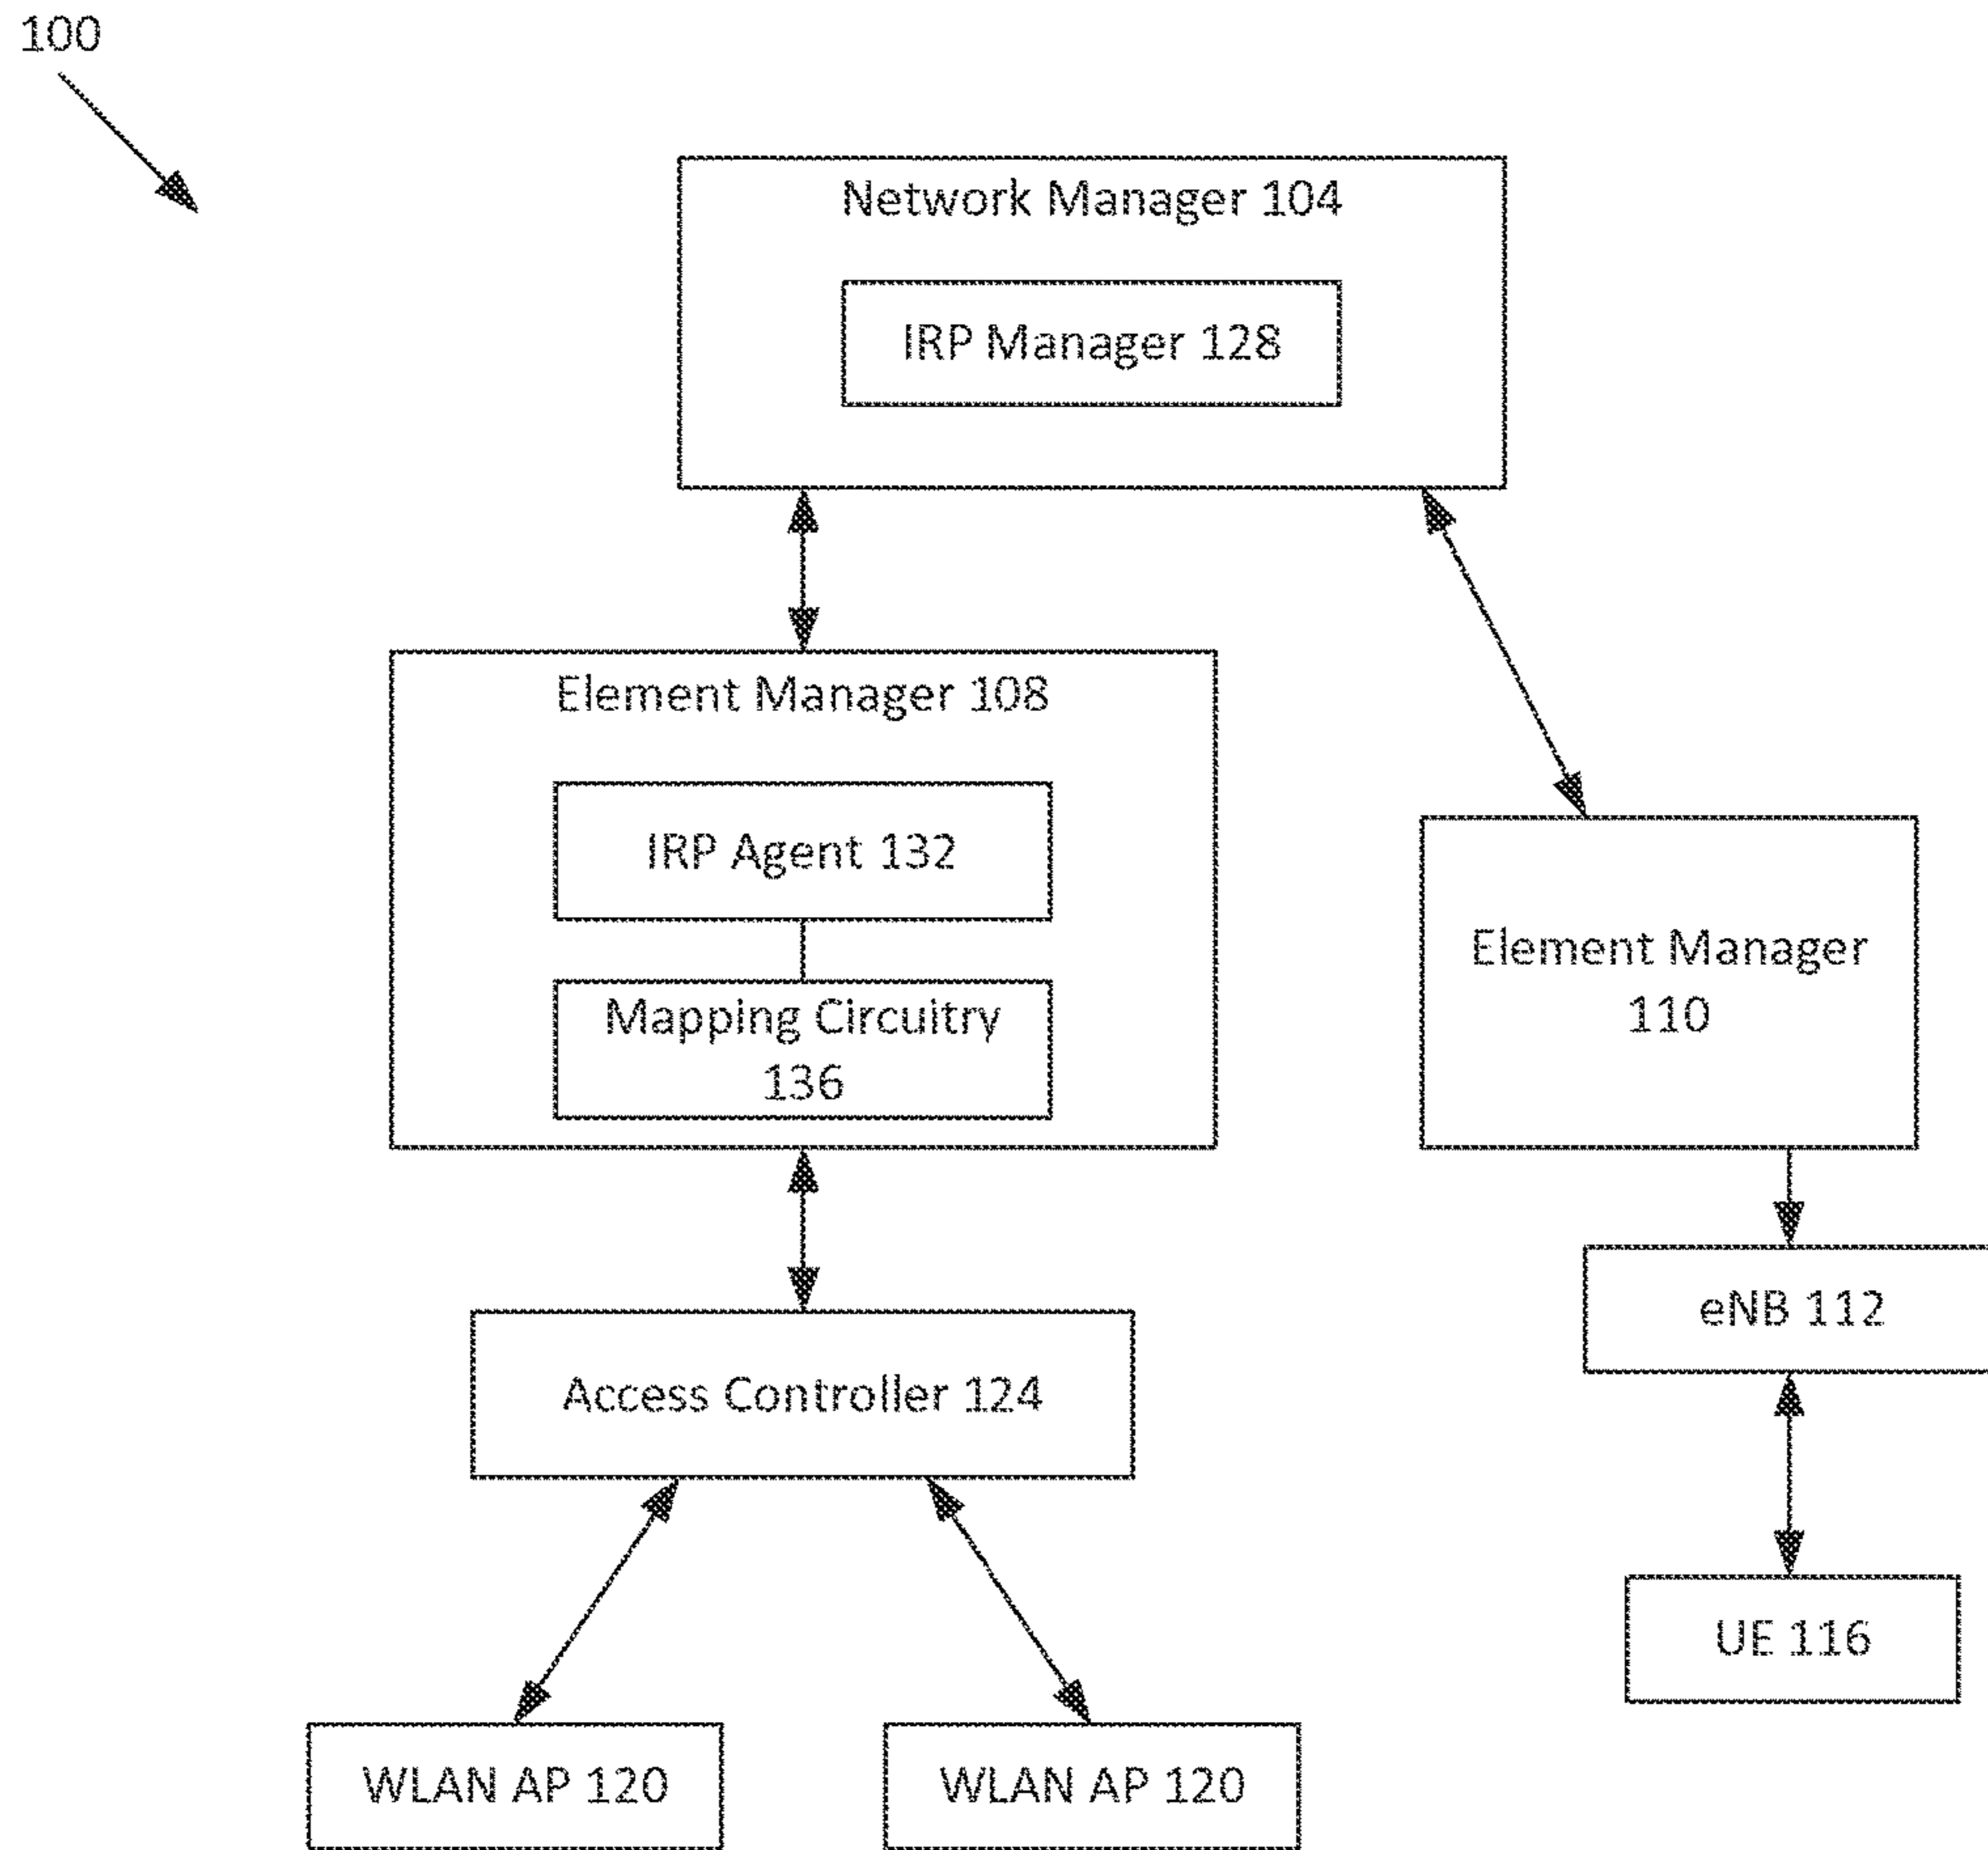 100
Network Manager 104
IRP Manager 128
Element Manager 108
IRP Agent 132
Mapping Circuitry
136
Element Manager
110
eNB 112
Access Controller 124
UE 116
WLAN AP 120
WLAN AP 120